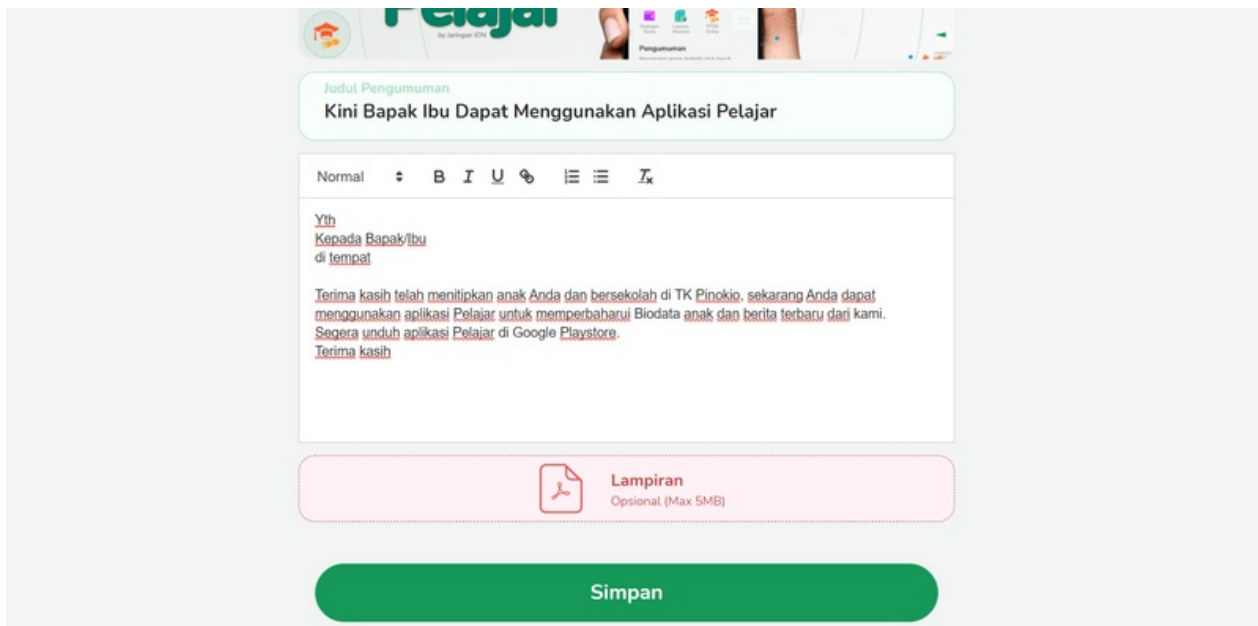 Pelajar
by Jaringan IDN
Pengumuman
Judul Pengumuman
Kini Bapak Ibu Dapat Menggunakan Aplikasi Pelajar
Normal
B I U
Yth
Kepada Bapak/Ibu
di tempat
Terima kasih telah menitipkan anak Anda dan bersekolah di TK Pinokio, sekarang Anda dapat
menggunakan aplikasi Pelajar untuk memperbaharui Biodata anak dan berita terbaru dari kami.
Segera unduh aplikasi Pelajar di Google Playstore.
Terima kasih
Lampiran
Opsional (Max 5MB)
Simpan